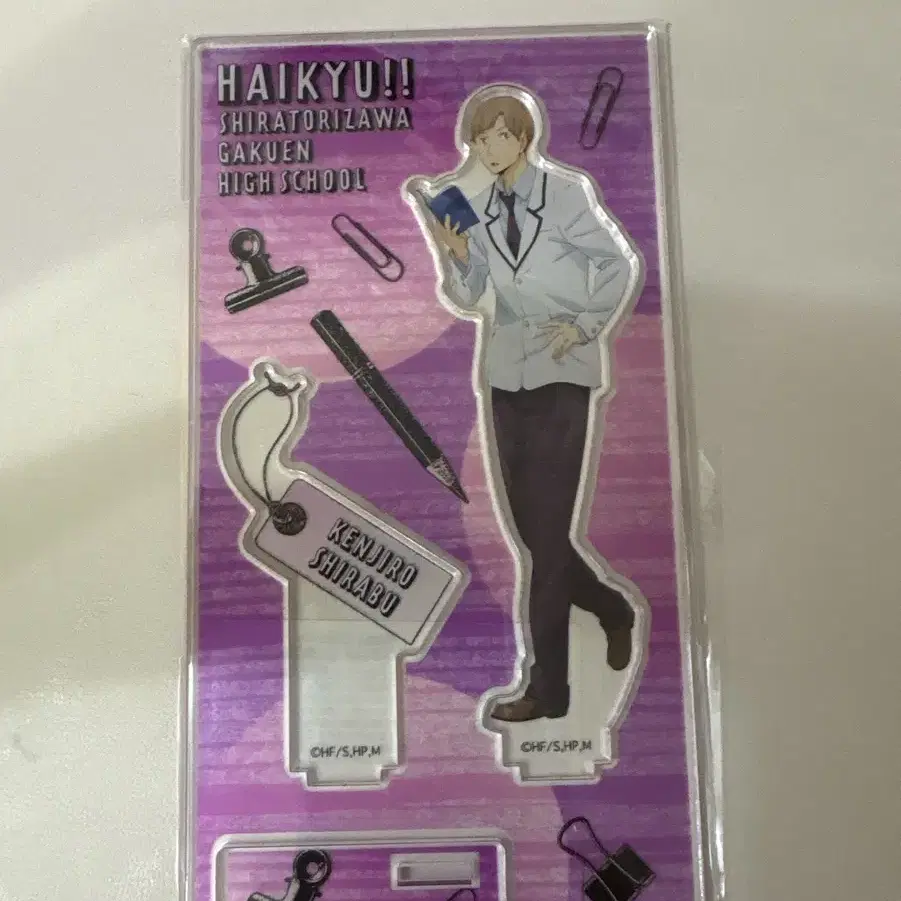 HAIKYU!!
SHIRATORIZAWA
GAKUEN
HIGH SCHOOL
KENJIRO
SHIRABU
©HF/S,HP,M
©HF/S,HP,M